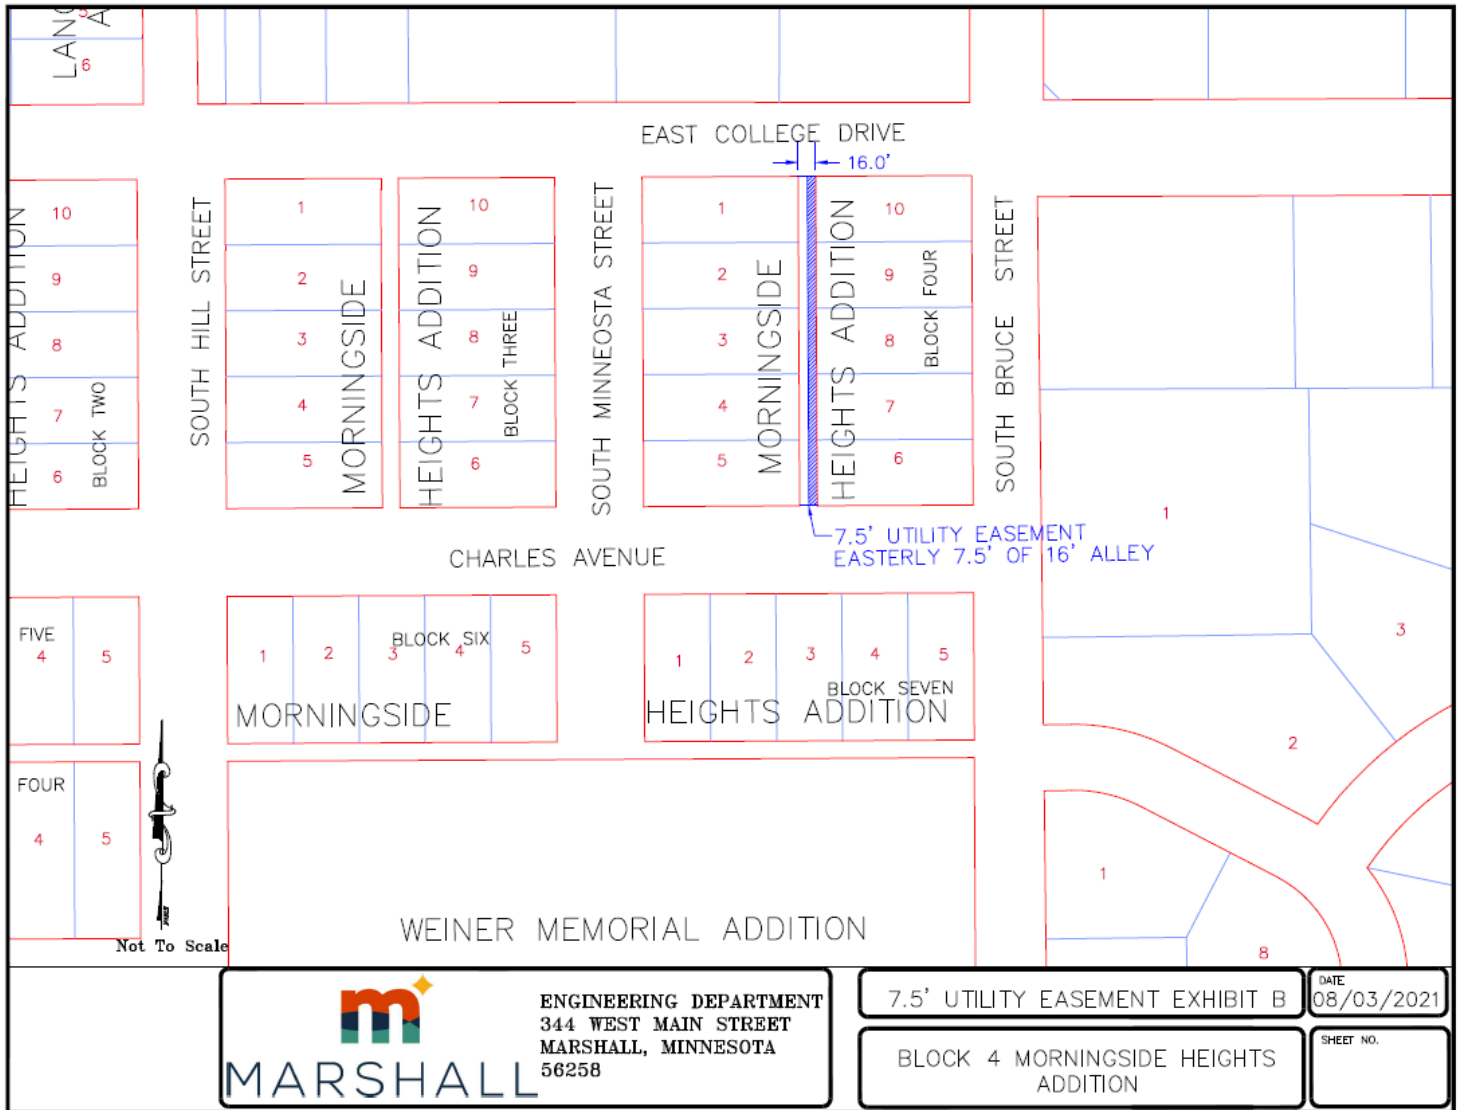 LANG
A
5
6
EAST COLLEGE DRIVE
16.0'
HEIGHTS ADDITION
10
9
8
7
6
BLOCK TWO
SOUTH HILL STREET
1
2
3
4
5
MORNINGSIDE
HEIGHTS ADDITION
10
9
8
7
6
BLOCK THREE
SOUTH MINNEOSTA STREET
1
2
3
4
5
MORNINGSIDE
HEIGHTS ADDITION
10
9
8
7
6
BLOCK FOUR
SOUTH BRUCE STREET
7.5' UTILITY EASEMENT
EASTERLY 7.5' OF 16' ALLEY
CHARLES AVENUE
1
3
2
1
8
FIVE
4
5
BLOCK SIX
1
2
3
4
5
MORNINGSIDE
1
2
3
4
5
BLOCK SEVEN
HEIGHTS ADDITION
FOUR
4
5
Not To Scale
WEINER MEMORIAL ADDITION
m
MARSHALL
ENGINEERING DEPARTMENT
344 WEST MAIN STREET
MARSHALL, MINNESOTA
56258
7.5' UTILITY EASEMENT EXHIBIT B
DATE
08/03/2021
BLOCK 4 MORNINGSIDE HEIGHTS
ADDITION
SHEET NO.